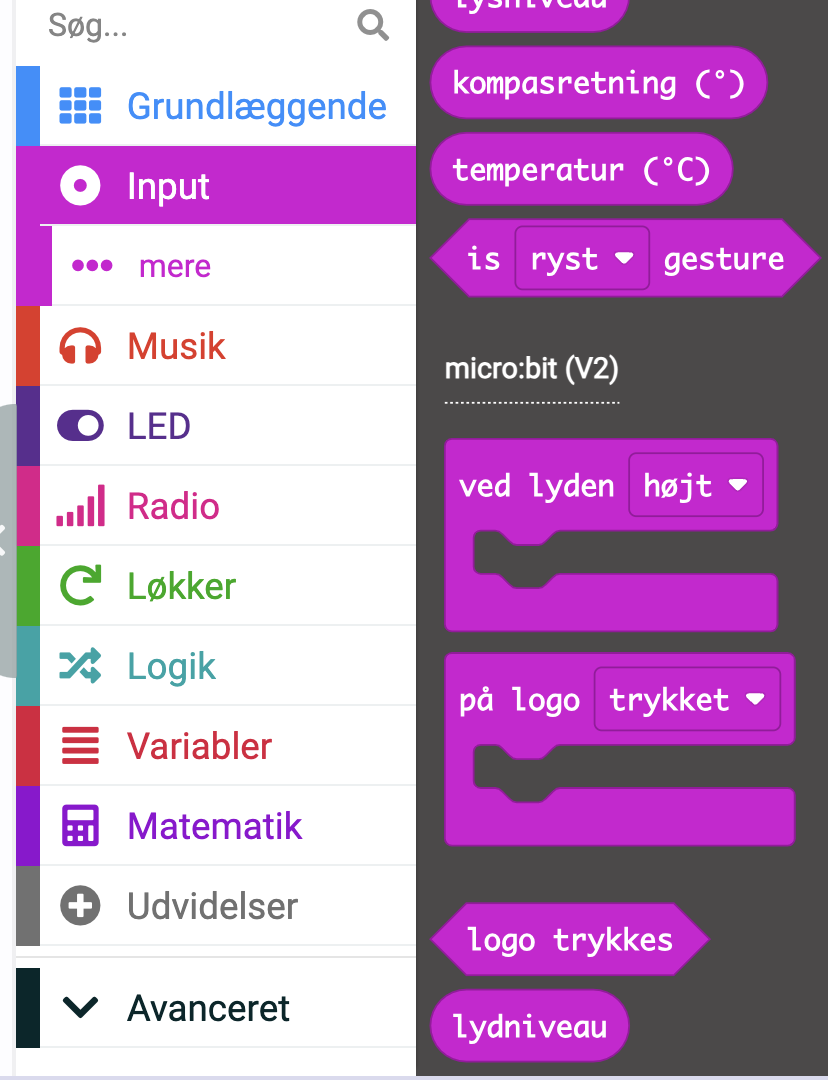 Søg...
Grundlæggende
Input
mere
Musik
LED
Radio
Løkker
Logik
Variabler
Matematik
Udvidelser
Avanceret
lysniveau
kompasretning (°)
temperatur (°C)
is ryst gesture
micro:bit (V2)
ved lyden højt
på logo trykket
logo trykkes
lydniveau